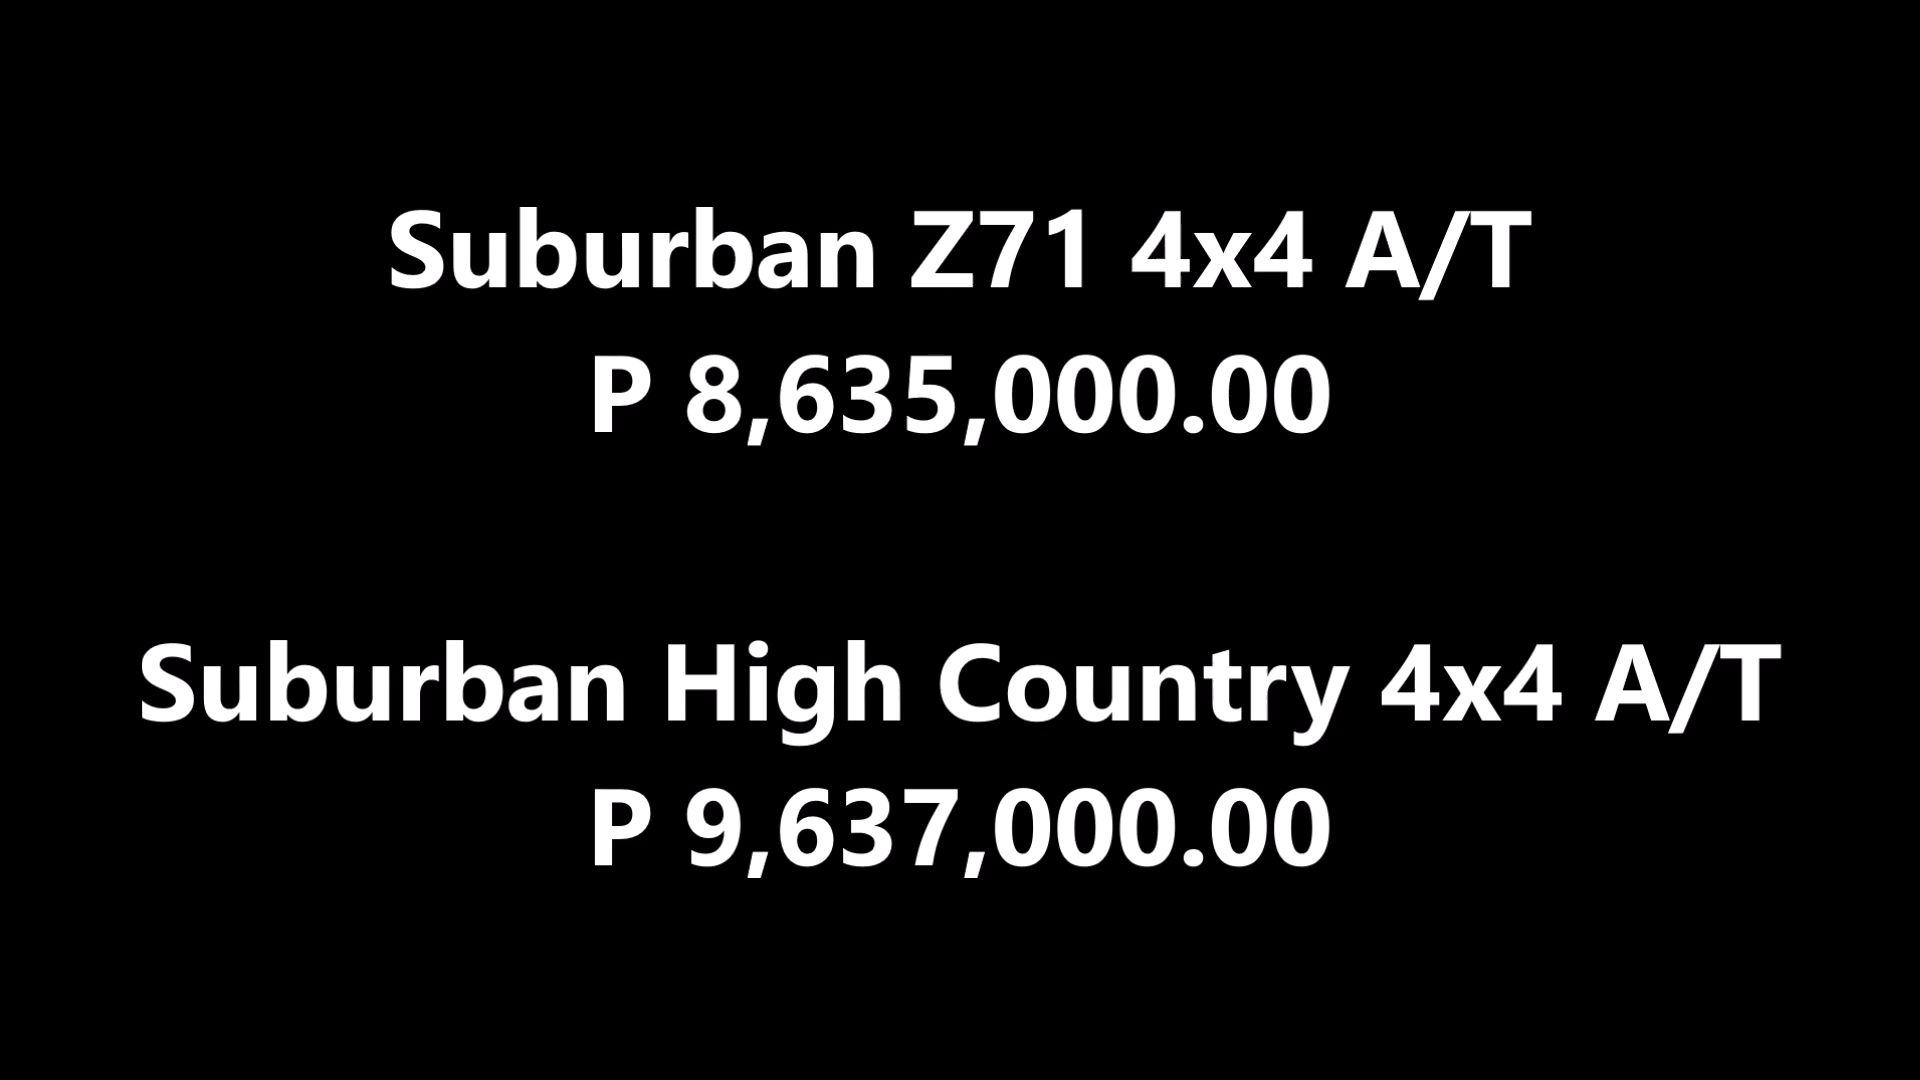 Suburban Z71 4x4 A/T
P 8,635,000.00
Suburban High Country 4x4 A/T
P 9,637,000.00